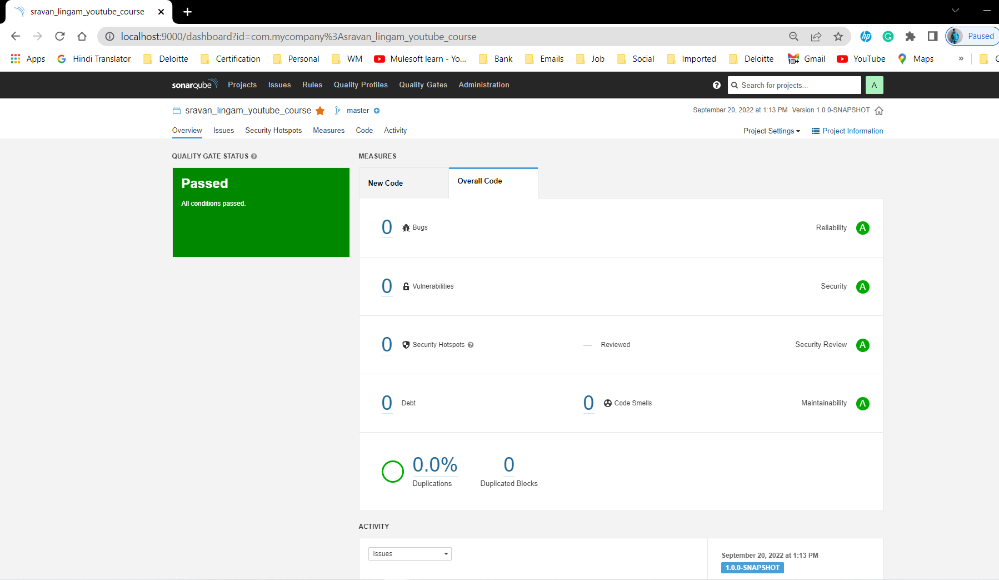 sravan_lingam_youtube_course
localhost:9000/dashboard?id=com.mycompany%3Asravan_lingam_youtube_course
hp
G
Paused
Apps
G Hindi Translator
Deloitte
Certification
Personal
WM
Mulesoft learn - Yo...
Bank
Emails
Job
Social
Imported
Deloitte
100+ Gmail
YouTube
Maps
»
sonarqube
Projects
Issues
Rules
Quality Profiles
Quality Gates
Administration
?
Search for projects...
A
sravan_lingam_youtube_course
master
September 20, 2022 at 1:13 PM Version 1.0.0-SNAPSHOT
Overview
Issues
Security Hotspots
Measures
Code
Activity
Project Settings
Project Information
QUALITY GATE STATUS ?
Passed
All conditions passed.
MEASURES
New Code
Overall Code
0 Bugs
Reliability A
0 Vulnerabilities
Security A
0 Security Hotspots ?
— Reviewed
Security Review A
0 Debt
0 Code Smells
Maintainability A
0.0%
Duplications
0
Duplicated Blocks
ACTIVITY
Issues
September 20, 2022 at 1:13 PM
1.0.0-SNAPSHOT